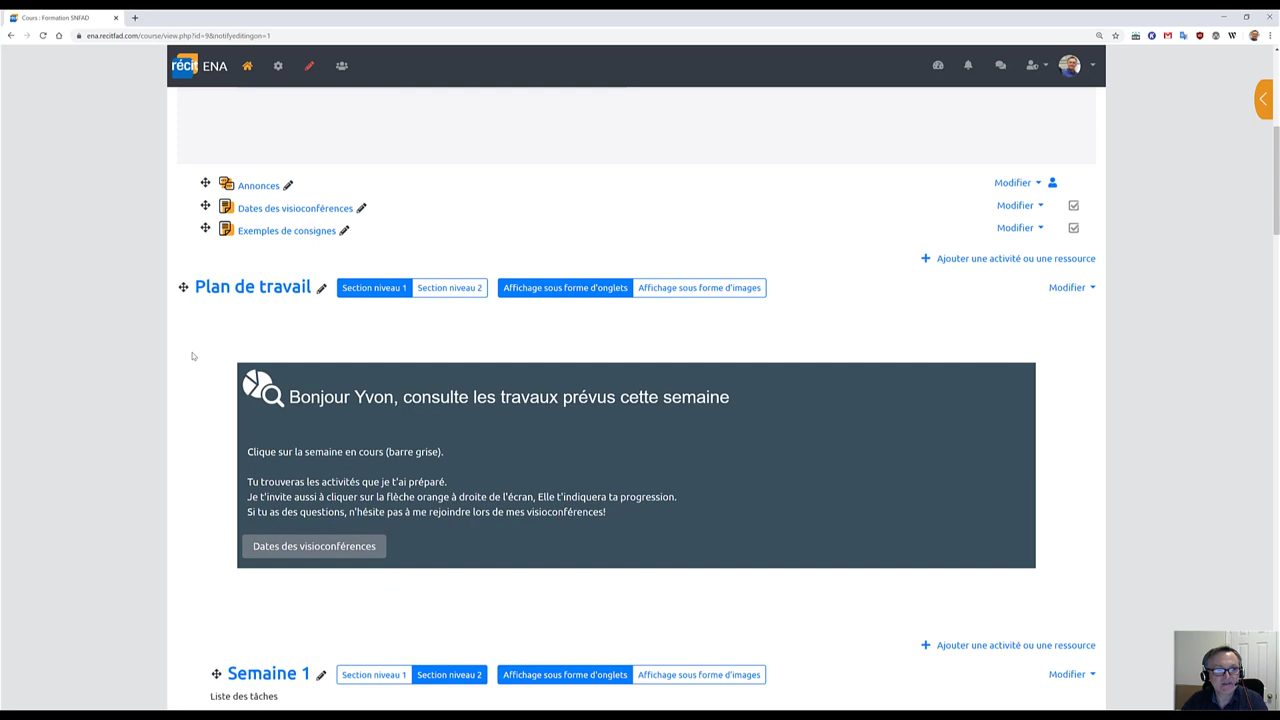 Cours : Formation SNFAD
ena.recitfad.com/course/view.php?id=9&notifyeditingon=1
récit ENA
Annonces Modifier
Dates des visioconférences Modifier
Exemples de consignes Modifier
Ajouter une activité ou une ressource
Plan de travail Section niveau 1 Section niveau 2 Affichage sous forme d'onglets Affichage sous forme d'images Modifier
Bonjour Yvon, consulte les travaux prévus cette semaine
Clique sur la semaine en cours (barre grise).
Tu trouveras les activités que je t'ai préparé.
Je t'invite aussi à cliquer sur la flèche orange à droite de l'écran, Elle t'indiquera ta progression.
Si tu as des questions, n'hésite pas à me rejoindre lors de mes visioconférences!
Dates des visioconférences
Ajouter une activité ou une ressource
Semaine 1 Section niveau 1 Section niveau 2 Affichage sous forme d'onglets Affichage sous forme d'images Modifier
Liste des tâches